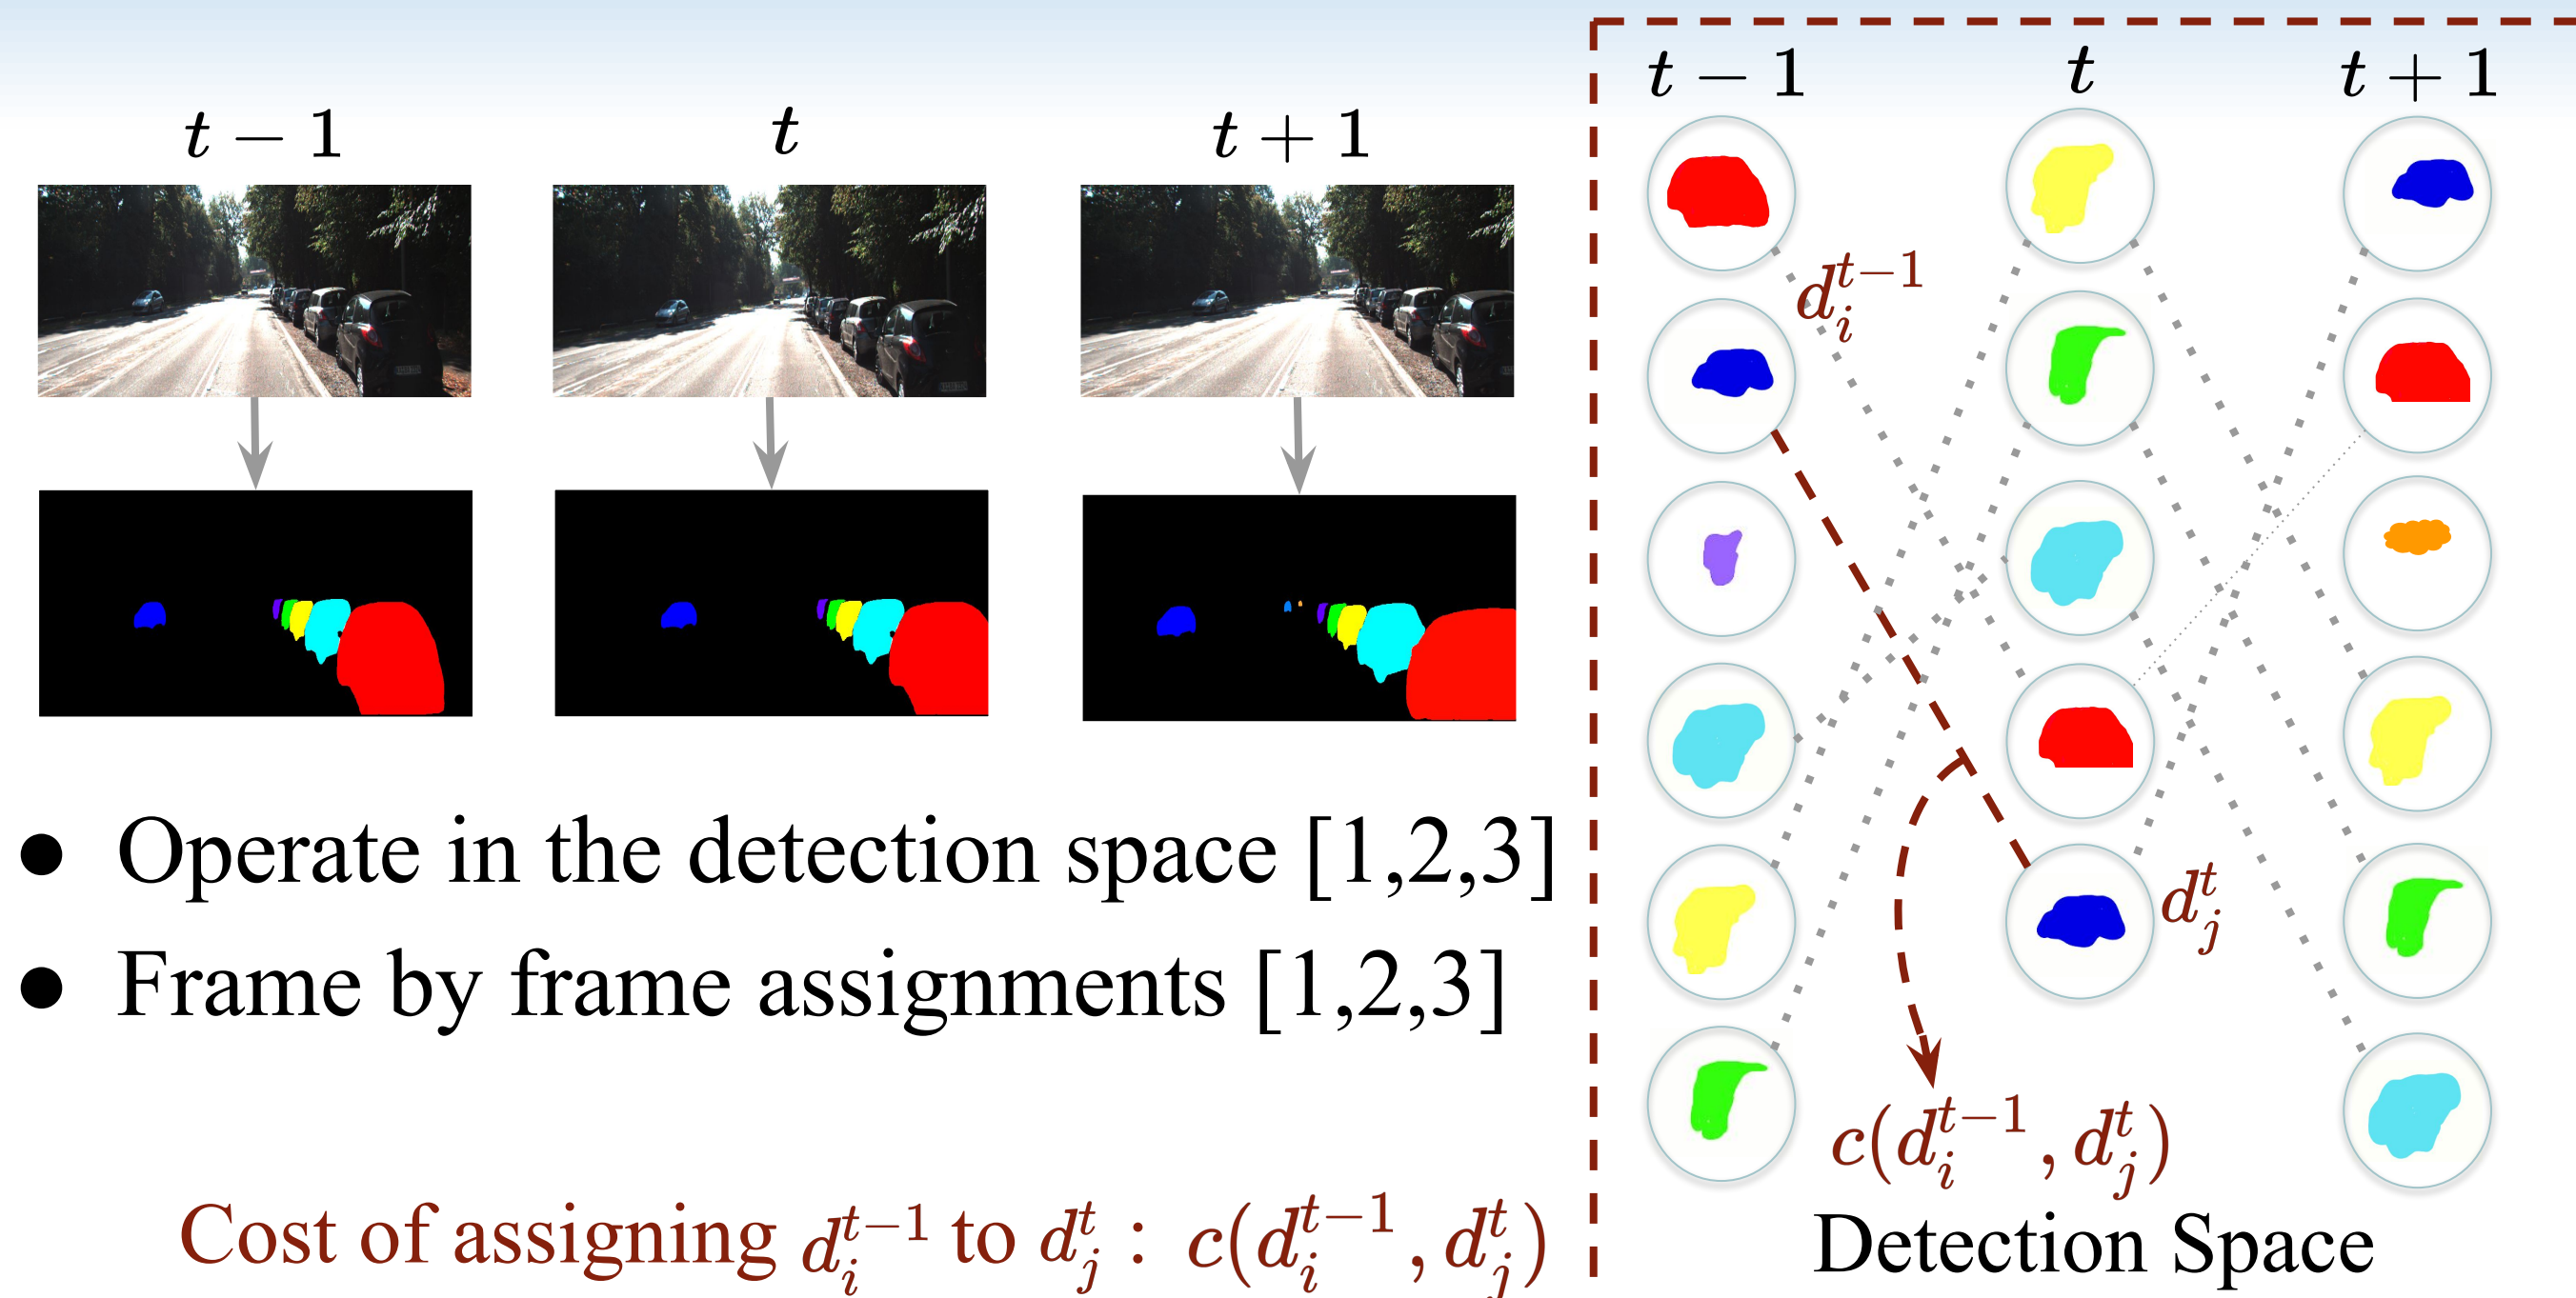 t − 1 t t + 1
● Operate in the detection space [1,2,3]
● Frame by frame assignments [1,2,3]
Cost of assigning d_i^{t−1} to d_j^t : c(d_i^{t−1}, d_j^t)
t − 1 t t + 1
d_i^{t−1}
d_j^t
c(d_i^{t−1}, d_j^t)
Detection Space